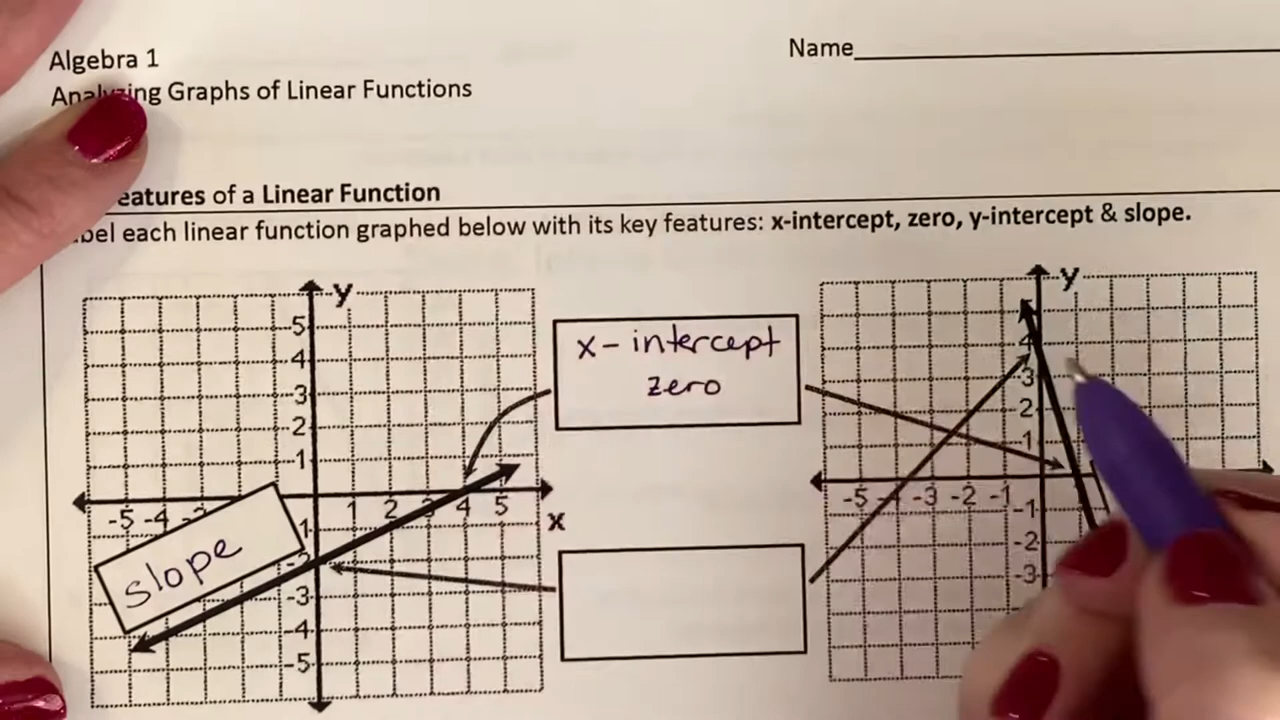 Algebra 1
Name
Analyzing Graphs of Linear Functions
eatures of a Linear Function
each linear function graphed below with its key features: x-intercept, zero, y-intercept & slope.
y
5
4
3
2
1
-5 -4
1 2 3 4 5
x
1
-2
-3
-4
-5
slope
x-intercept
zero
y
4
3
2
1
-5 -3 -2 -1
-1
-2
-3